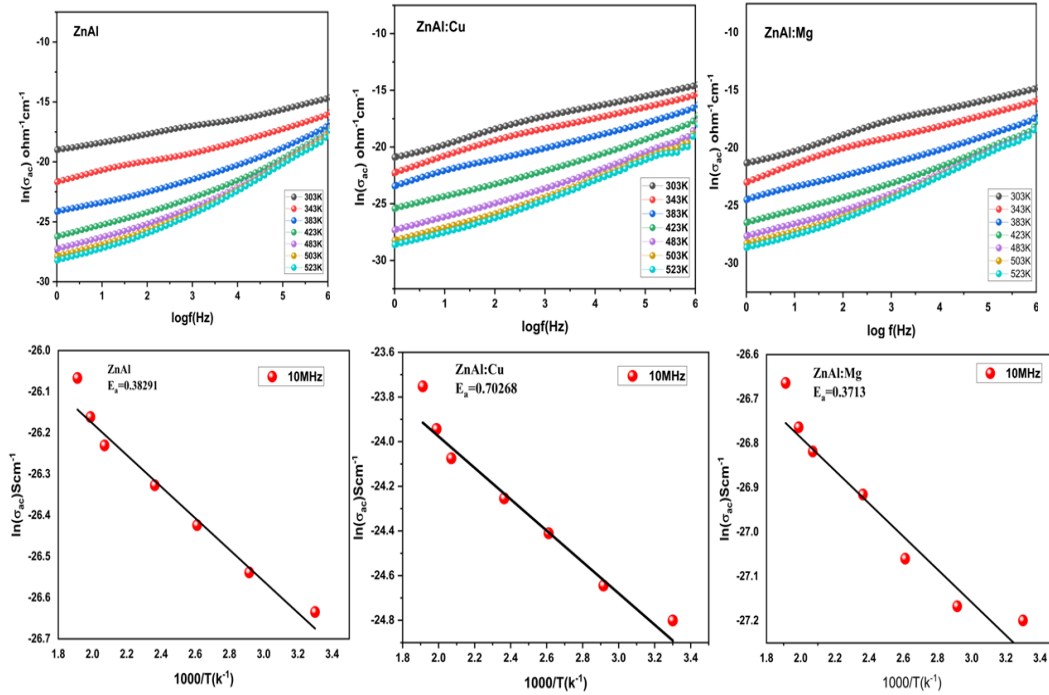 ZnAl
ln(σac) ohm⁻¹cm⁻¹
-10
-15
-20
-25
-30
303K
343K
383K
423K
483K
503K
523K
0 1 2 3 4 5 6
logf(Hz)
ZnAl:Cu
ln(σac) ohm⁻¹cm⁻¹
-10
-15
-20
-25
-30
303K
343K
383K
423K
483K
503K
523K
0 1 2 3 4 5 6
logf(Hz)
ZnAl:Mg
ln(σac) ohm⁻¹cm⁻¹
-10
-15
-20
-25
-30
303K
343K
383K
423K
483K
503K
523K
0 1 2 3 4 5 6
log f(Hz)
ZnAl
Ea=0.38291
10MHz
ln(σac)Scm⁻¹
-26.0
-26.1
-26.2
-26.3
-26.4
-26.5
-26.6
-26.7
1.8 2.0 2.2 2.4 2.6 2.8 3.0 3.2 3.4
1000/T(k⁻¹)
ZnAl:Cu
Ea=0.70268
10MHz
ln(σac)Scm⁻¹
-23.6
-23.8
-24.0
-24.2
-24.4
-24.6
-24.8
1.8 2.0 2.2 2.4 2.6 2.8 3.0 3.2 3.4
1000/T(K⁻¹)
ZnAl:Mg
Ea=0.3713
10MHz
ln(σac)Scm⁻¹
-26.6
-26.7
-26.8
-26.9
-27.0
-27.1
-27.2
1.8 2.0 2.2 2.4 2.6 2.8 3.0 3.2 3.4
1000/T(K⁻¹)